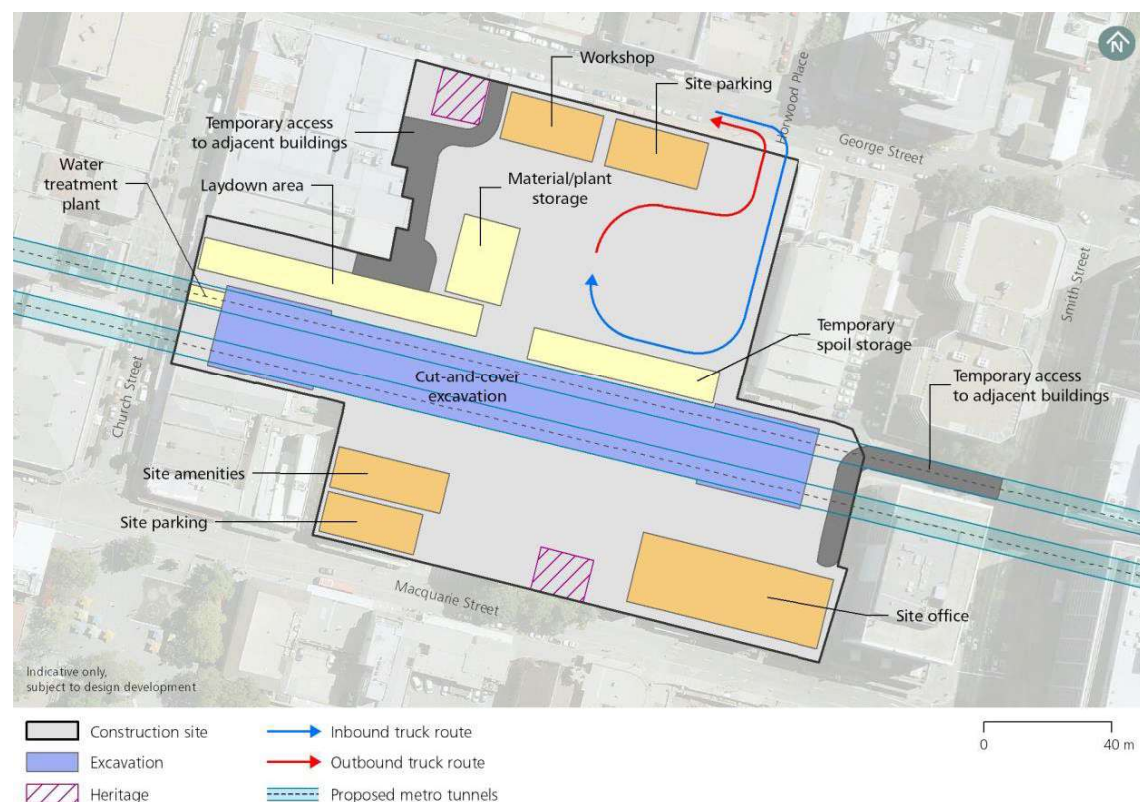 N
Workshop
Site parking
Horwood Place
George Street
Temporary access
to adjacent buildings
Water
treatment
plant
Laydown area
Material/plant
storage
Smith Street
Temporary
spoil storage
Cut-and-cover
excavation
Temporary access
to adjacent buildings
Church Street
Site amenities
Site parking
Macquarie Street
Site office
Indicative only,
subject to design development
Construction site
Inbound truck route
0 40 m
Excavation
Outbound truck route
Heritage
Proposed metro tunnels